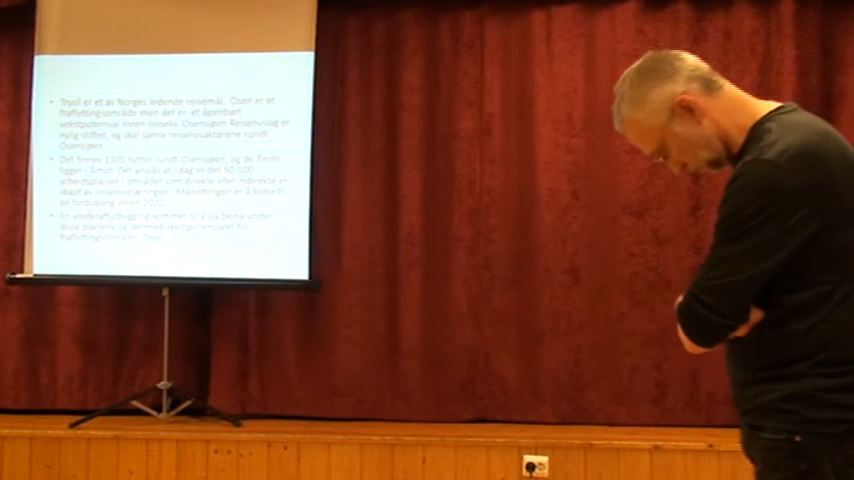 • Trysil er et av Norges ledende reisemål. Osen er et
fraflyttingsområde men det er et åpenbart
vekstpotensial innen reiseliv. Osensjøen Reiselivslag er
nylig stiftet, og skal samle reiselivsaktørene rundt
Osensjøen.
• Det finnes 1305 hytter rundt Osensjøen, og de fleste
ligger i Åmot. Det anslås at i dag er det 50-100
arbeidsplasser i området som direkte eller indirekte er
skapt av reiselivsnæringen. Målsettingen er å bidra til
en fordobling innen 2020.
• En vindkraftutbygging kommer til å slå beina under
disse planene og dermed vekstpotensialet for
fraflyttingsområdet Osen.